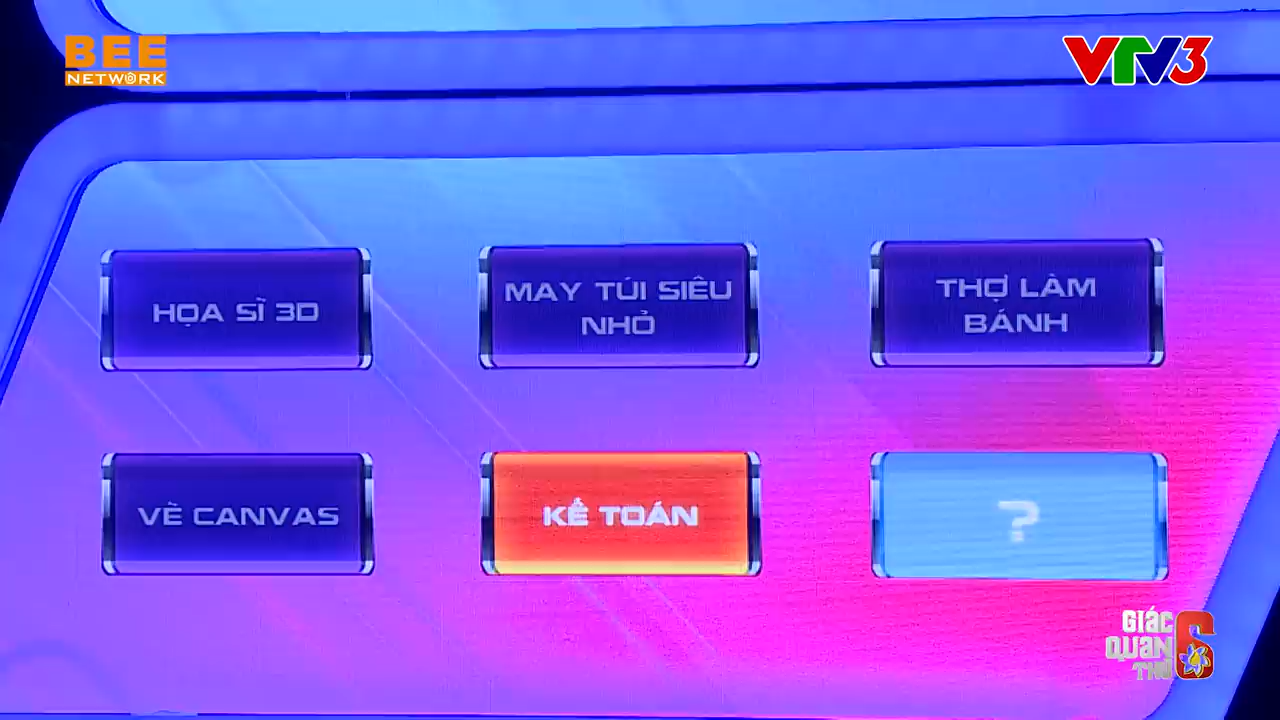 BEE
NETWORK
VTV3
HỌA SĨ 3D
MAY TÚI SIÊU
NHỎ
THỢ LÀM
BÁNH
VẼ CANVAS
KẾ TOÁN
?
GIÁC
QUAN
THỨ
6